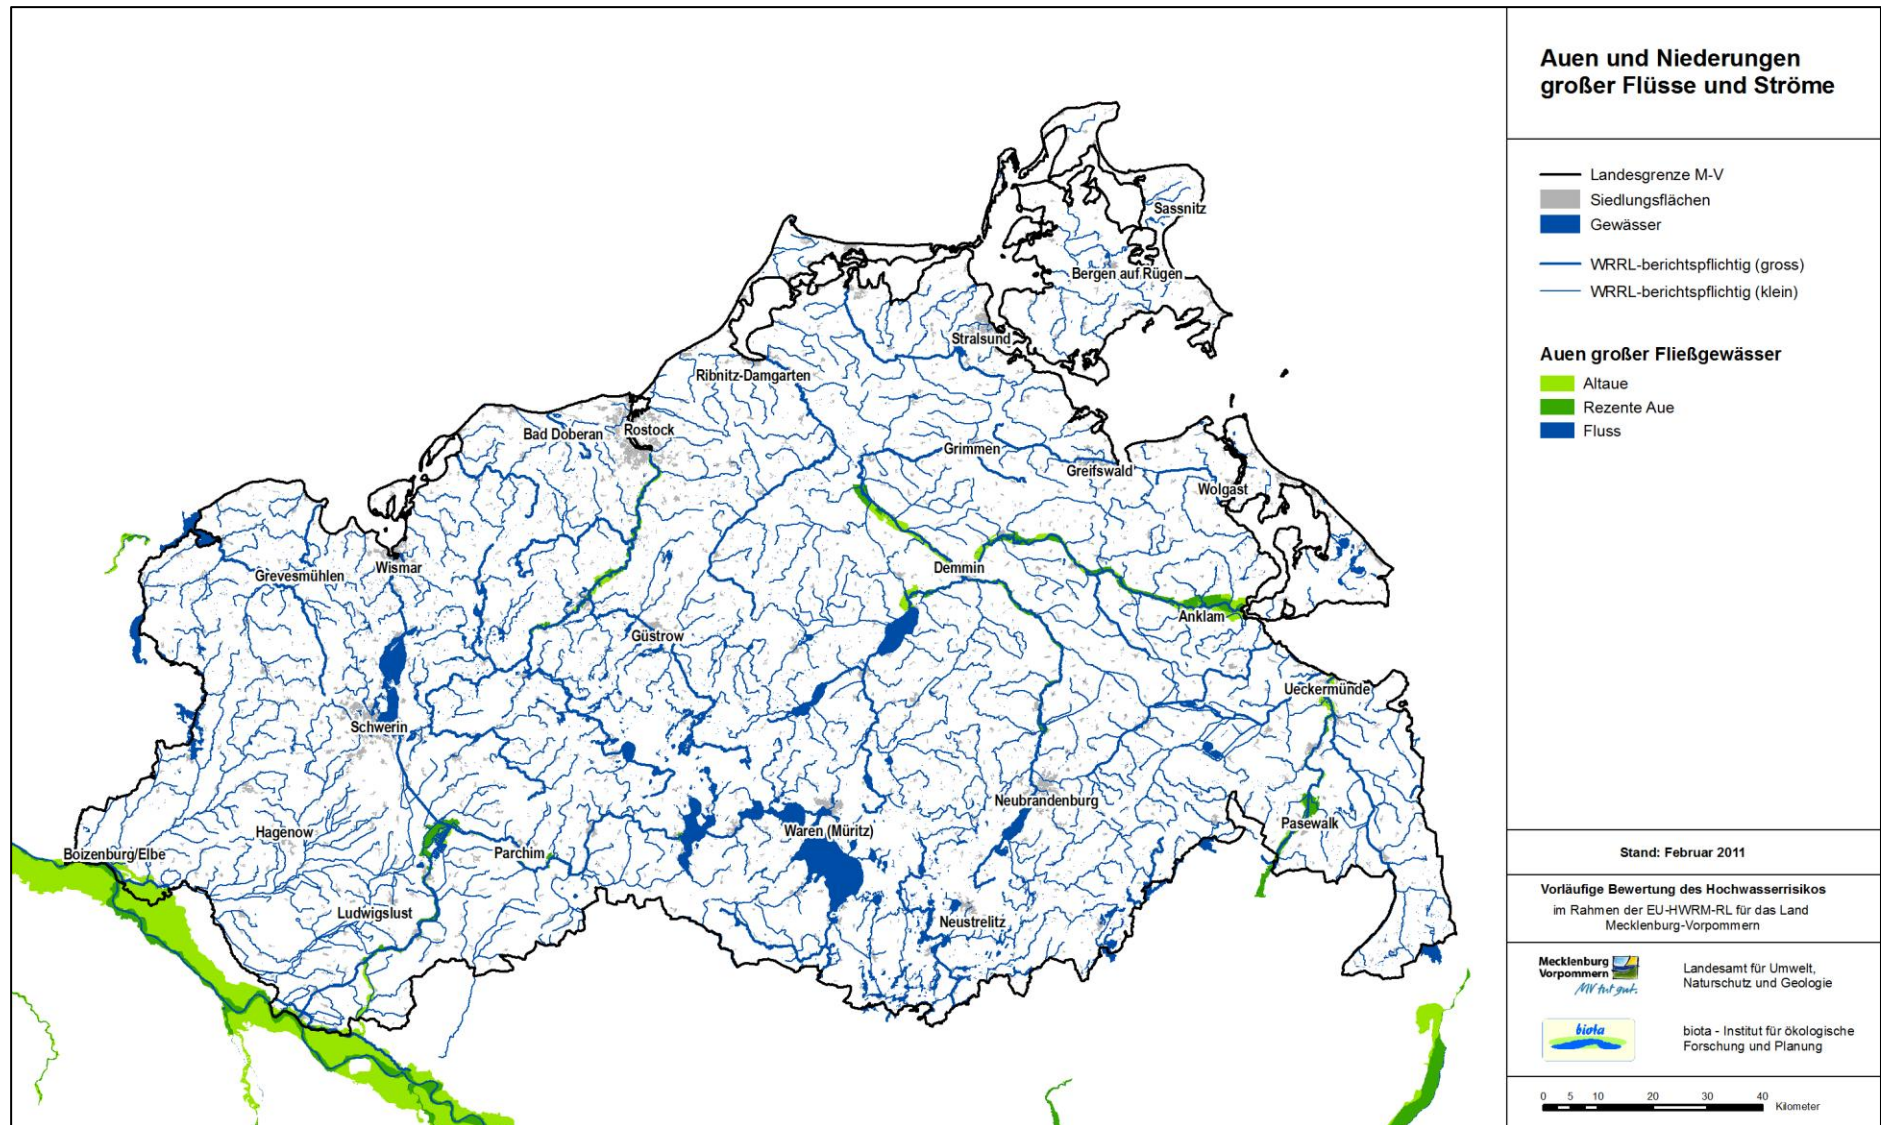 Auen und Niederungen
großer Flüsse und Ströme
Landesgrenze M-V
Siedlungsflächen
Gewässer
WRRL-berichtspflichtig (gross)
WRRL-berichtspflichtig (klein)
Auen großer Fließgewässer
Altaue
Rezente Aue
Fluss
Sassnitz
Bergen auf Rügen
Stralsund
Ribnitz-Damgarten
Bad Doberan
Rostock
Grimmen
Greifswald
Wolgast
Grevesmühlen
Wismar
Demmin
Anklam
Güstrow
Ueckermünde
Schwerin
Neubrandenburg
Hagenow
Waren (Müritz)
Pasewalk
Boizenburg/Elbe
Parchim
Ludwigslust
Neustrelitz
Stand: Februar 2011
Vorläufige Bewertung des Hochwasserrisikos
im Rahmen der EU-HWRM-RL für das Land
Mecklenburg-Vorpommern
Mecklenburg
Vorpommern
MV tut gut.
Landesamt für Umwelt,
Naturschutz und Geologie
biota
biota - Institut für ökologische
Forschung und Planung
0 5 10 20 30 40
Kilometer